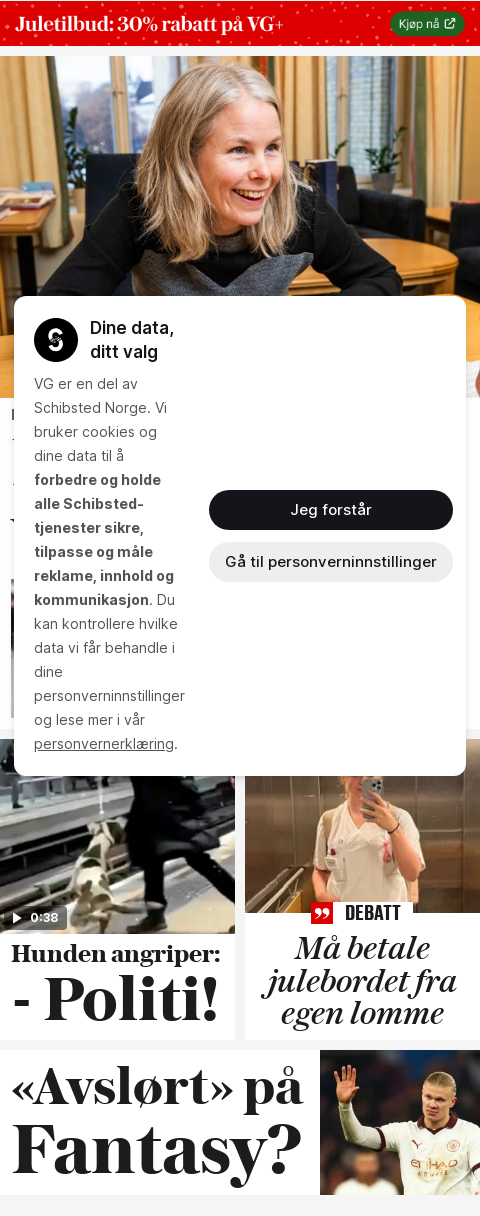 Juletilbud: 30% rabatt på VG+
Kjøp nå
Dine data,
ditt valg
VG er en del av
Schibsted Norge. Vi
bruker cookies og
dine data til å
forbedre og holde
alle Schibsted-
tjenester sikre,
tilpasse og måle
reklame, innhold og
kommunikasjon. Du
kan kontrollere hvilke
data vi får behandle i
dine
personverninnstillinger
og lese mer i vår
personvernerklæring.
Jeg forstår
Gå til personverninnstillinger
0:38
Hunden angriper:
- Politi!
DEBATT
Må betale
julebordet fra
egen lomme
«Avslørt» på
Fantasy?
ETIHAD